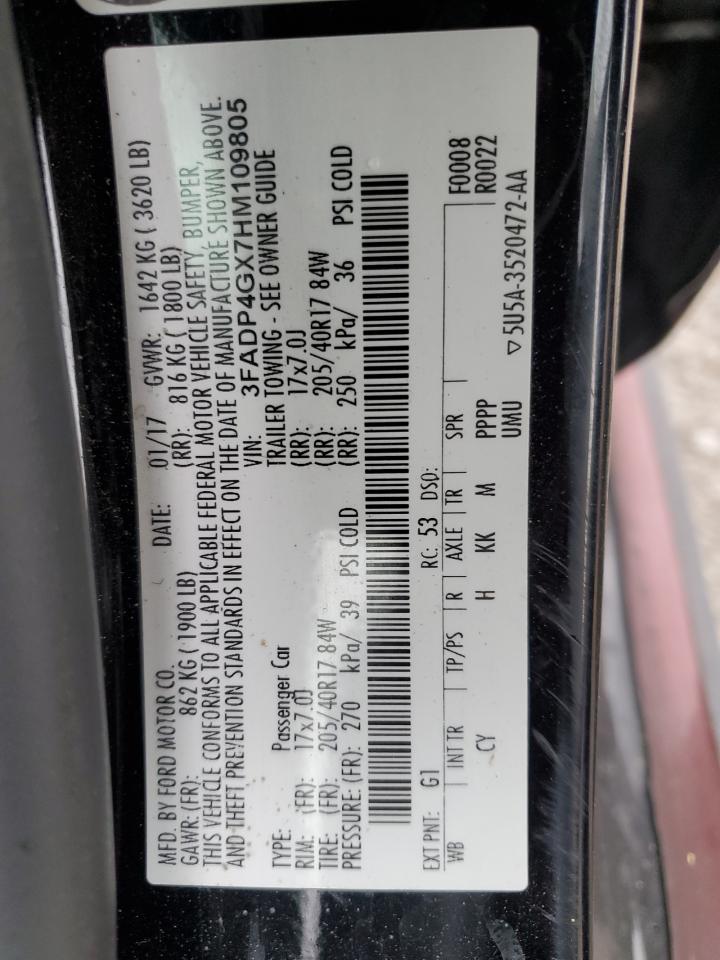 MFD. BY FORD MOTOR CO. DATE: 01/17 GVWR: 1642 KG ( 3620 LB)
GAWR: (FR): 862 KG ( 1900 LB) (RR): 816 KG ( 1800 LB)
THIS VEHICLE CONFORMS TO ALL APPLICABLE FEDERAL MOTOR VEHICLE SAFETY, BUMPER,
AND THEFT PREVENTION STANDARDS IN EFFECT ON THE DATE OF MANUFACTURE SHOWN ABOVE.
VIN: 3FADP4GX7HM109805
TYPE: Passenger Car TRAILER TOWING - SEE OWNER GUIDE
RIM: (FR): 17x7.0J (RR): 17x7.0J
TIRE: (FR): 205/40R17 84W (RR): 205/40R17 84W
PRESSURE: (FR): 270 kPa/ 39 PSI COLD (RR): 250 kPa/ 36 PSI COLD
EXT PNT: G1 RC: 53 DSO: F0008
WB INT TR TP/PS R AXLE TR SPR R0022
CY H KK M PPPP
UMU
▽5U5A-3520472-AA